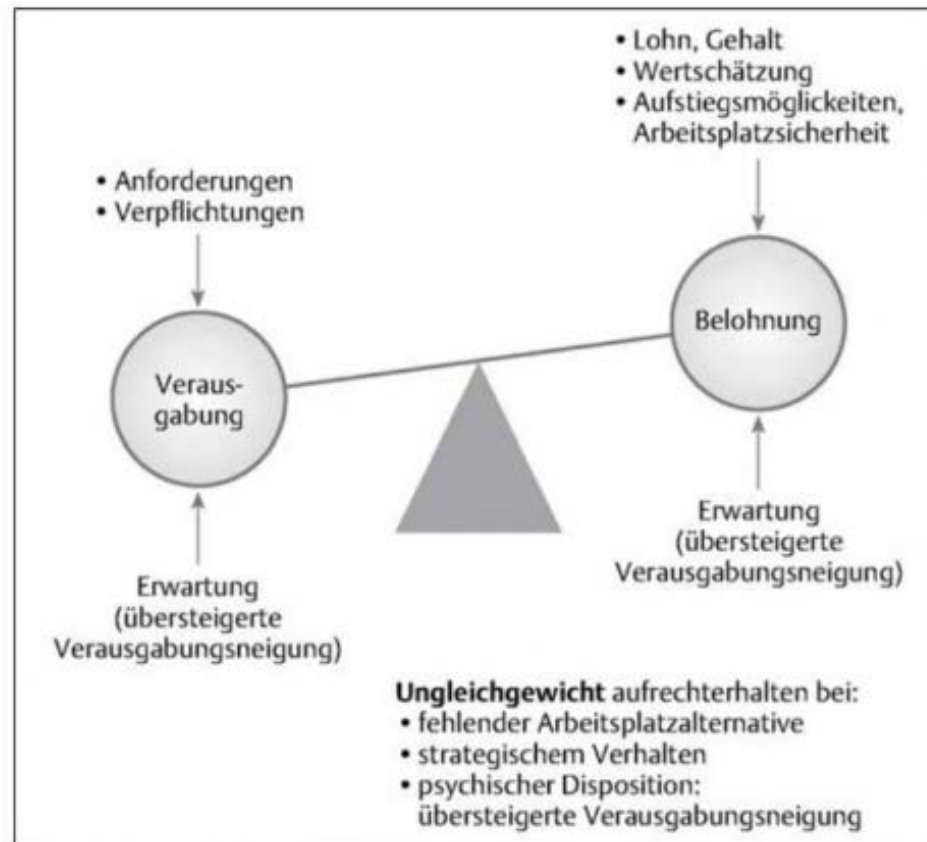 • Lohn, Gehalt
• Wertschätzung
• Aufstiegsmöglickeiten,
Arbeitsplatzsicherheit
• Anforderungen
• Verpflichtungen
Belohnung
Veraus-
gabung
Erwartung
(übersteigerte
Verausgabungsneigung)
Erwartung
(übersteigerte
Verausgabungsneigung)
Ungleichgewicht aufrechterhalten bei:
• fehlender Arbeitsplatzalternative
• strategischem Verhalten
• psychischer Disposition:
übersteigerte Verausgabungsneigung